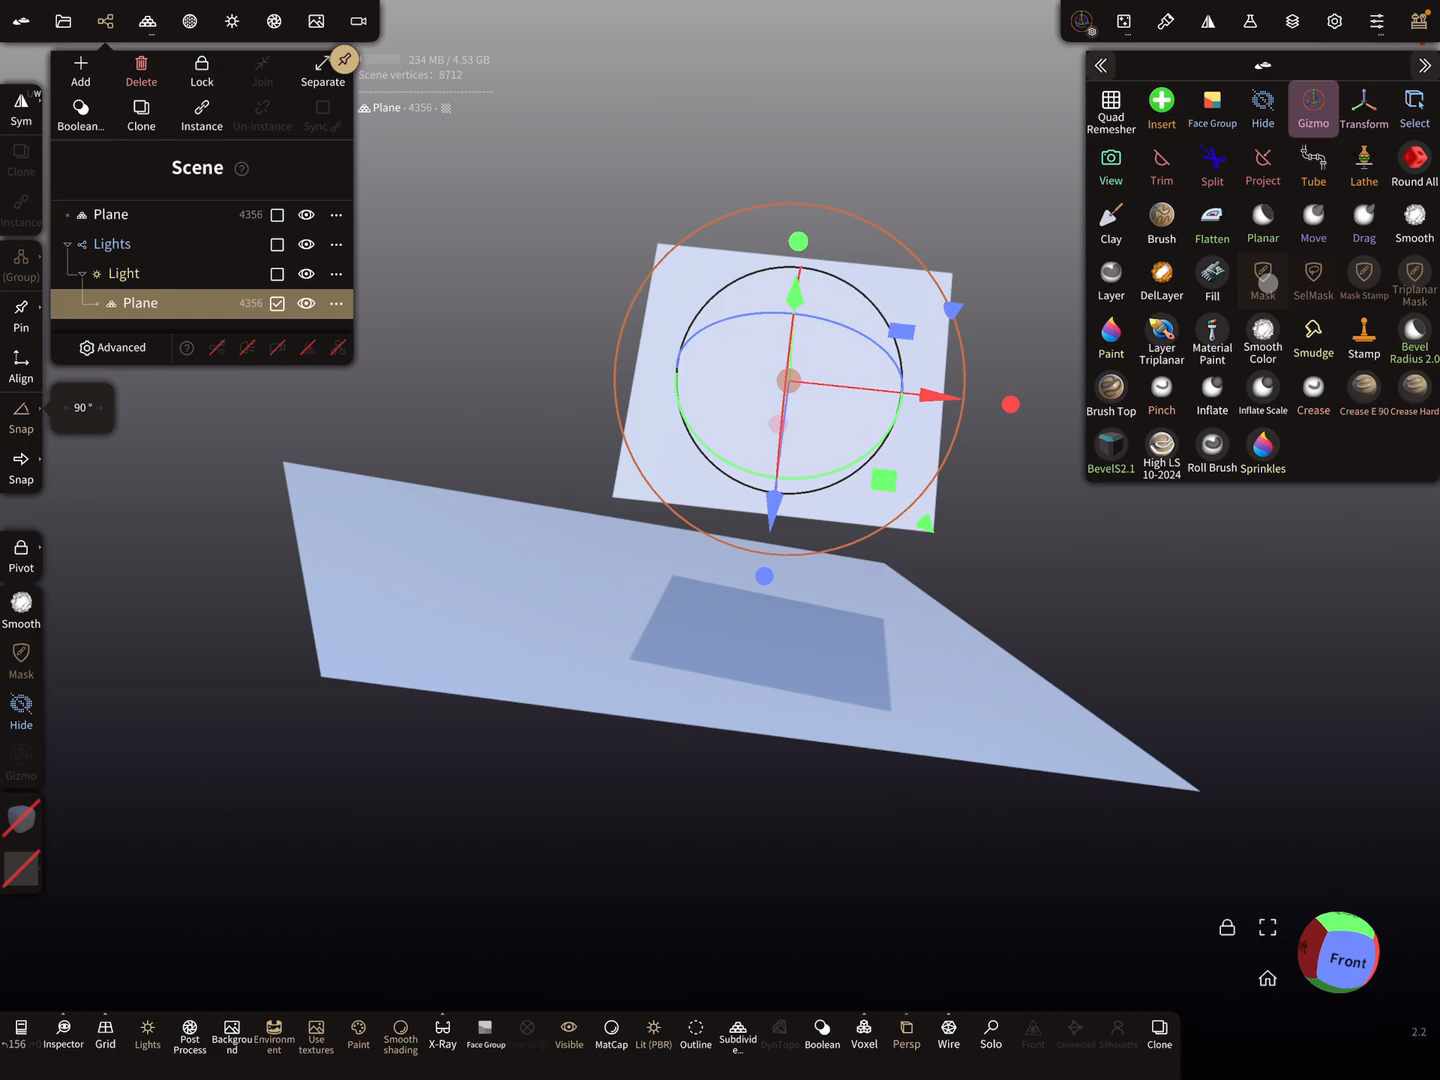 234 MB / 4.53 GB
Scene vertices: 8712
Plane - 4356 -
Add
Delete
Lock
Join
Separate
Boolean...
Clone
Instance
Un-instance
Sync
Scene
Plane 4356
Lights
Light
Plane 4356
Advanced
Sym
Clone
Instance
(Group)
Pin
Align
Snap
90 °
Snap
Pivot
Smooth
Mask
Hide
Gizmo
Quad Remesher
Insert
Face Group
Hide
Gizmo
Transform
Select
View
Trim
Split
Project
Tube
Lathe
Round All
Clay
Brush
Flatten
Planar
Move
Drag
Smooth
Layer
DelLayer
Fill
Mask
SelMask
Mask Stamp
Triplanar Mask
Paint
Layer Triplanar
Material Paint
Smooth Color
Smudge
Stamp
Bevel Radius 2.0
Brush Top
Pinch
Inflate
Inflate Scale
Crease
Crease E 90
Crease Hard
BevelS2.1
High LS 10-2024
Roll Brush
Sprinkles
Front
2.2
156
Inspector
Grid
Lights
Post Process
Backgrou nd
Environm ent
Use textures
Paint
Smooth shading
X-Ray
Face Group
Visible
MatCap
Lit (PBR)
Outline
Subdivid e...
DynTopo
Boolean
Voxel
Persp
Wire
Solo
Front
Connected
Silhouette
Clone